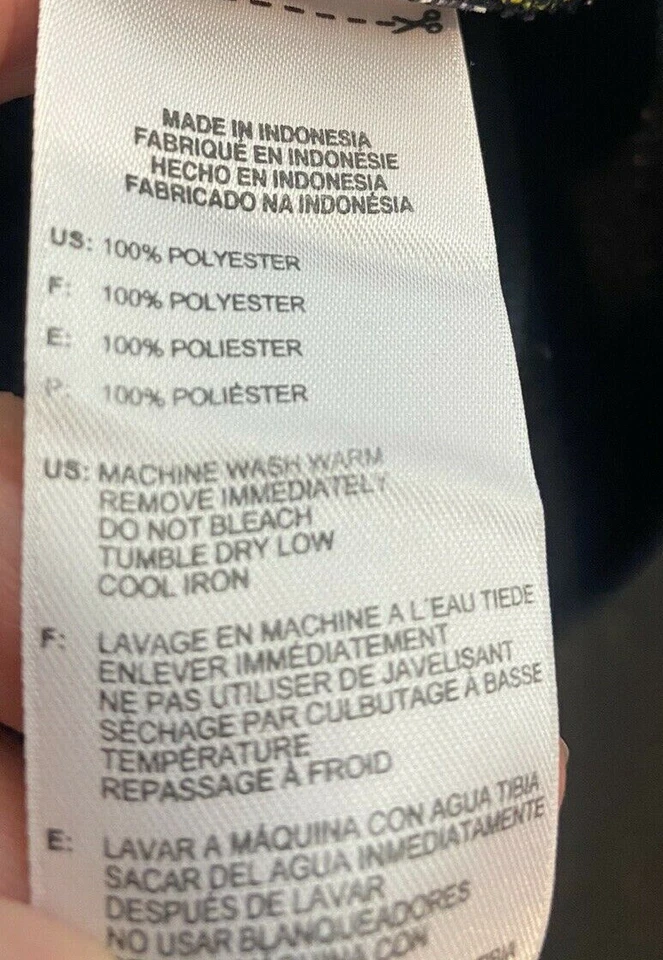 MADE IN INDONESIA
FABRIQUÉ EN INDONÉSIE
HECHO EN INDONESIA
FABRICADO NA INDONÉSIA
US: 100% POLYESTER
F: 100% POLYESTER
E: 100% POLIESTER
P: 100% POLIÉSTER
US: MACHINE WASH WARM
REMOVE IMMEDIATELY
DO NOT BLEACH
TUMBLE DRY LOW
COOL IRON
F: LAVAGE EN MACHINE A L'EAU TIEDE
ENLEVER IMMÉDIATEMENT
NE PAS UTILISER DE JAVELISANT
SÉCHAGE PAR CULBUTAGE À BASSE
TEMPÉRATURE
REPASSAGE À FROID
E: LAVAR A MÁQUINA CON AGUA TIBIA
SACAR DEL AGUA INMEDIATAMENTE
DESPUÉS DE LAVAR
NO USAR BLANQUEADORES
CON